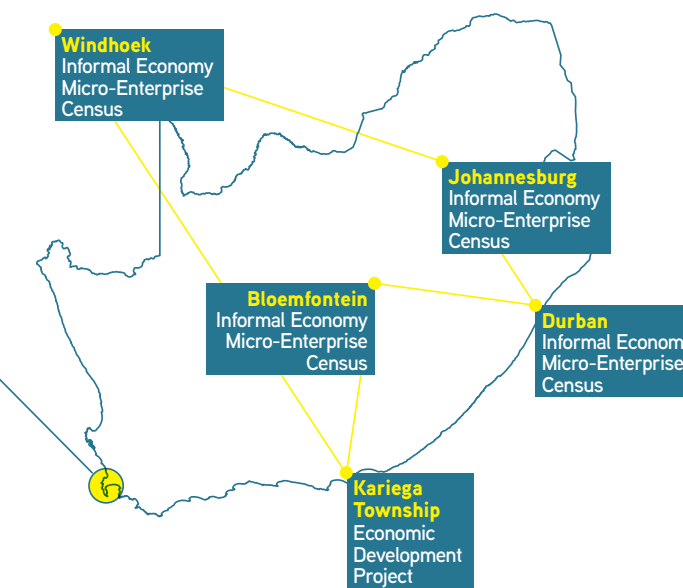 Windhoek
Informal Economy
Micro-Enterprise
Census
Johannesburg
Informal Economy
Micro-Enterprise
Census
Bloemfontein
Informal Economy
Micro-Enterprise
Census
Durban
Informal Econom
Micro-Enterprise
Census
Kariega
Township
Economic
Development
Project